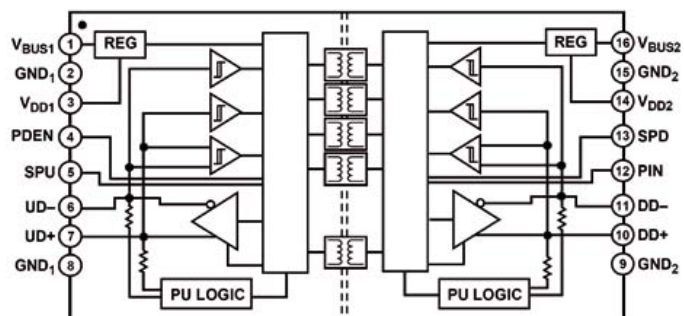 VBUS1 1 REG REG 16 VBUS2
GND1 2 15 GND2
VDD1 3 14 VDD2
PDEN 4 13 SPD
SPU 5 12 PIN
UD– 6 11 DD–
UD+ 7 10 DD+
GND1 8 9 GND2
PU LOGIC PU LOGIC